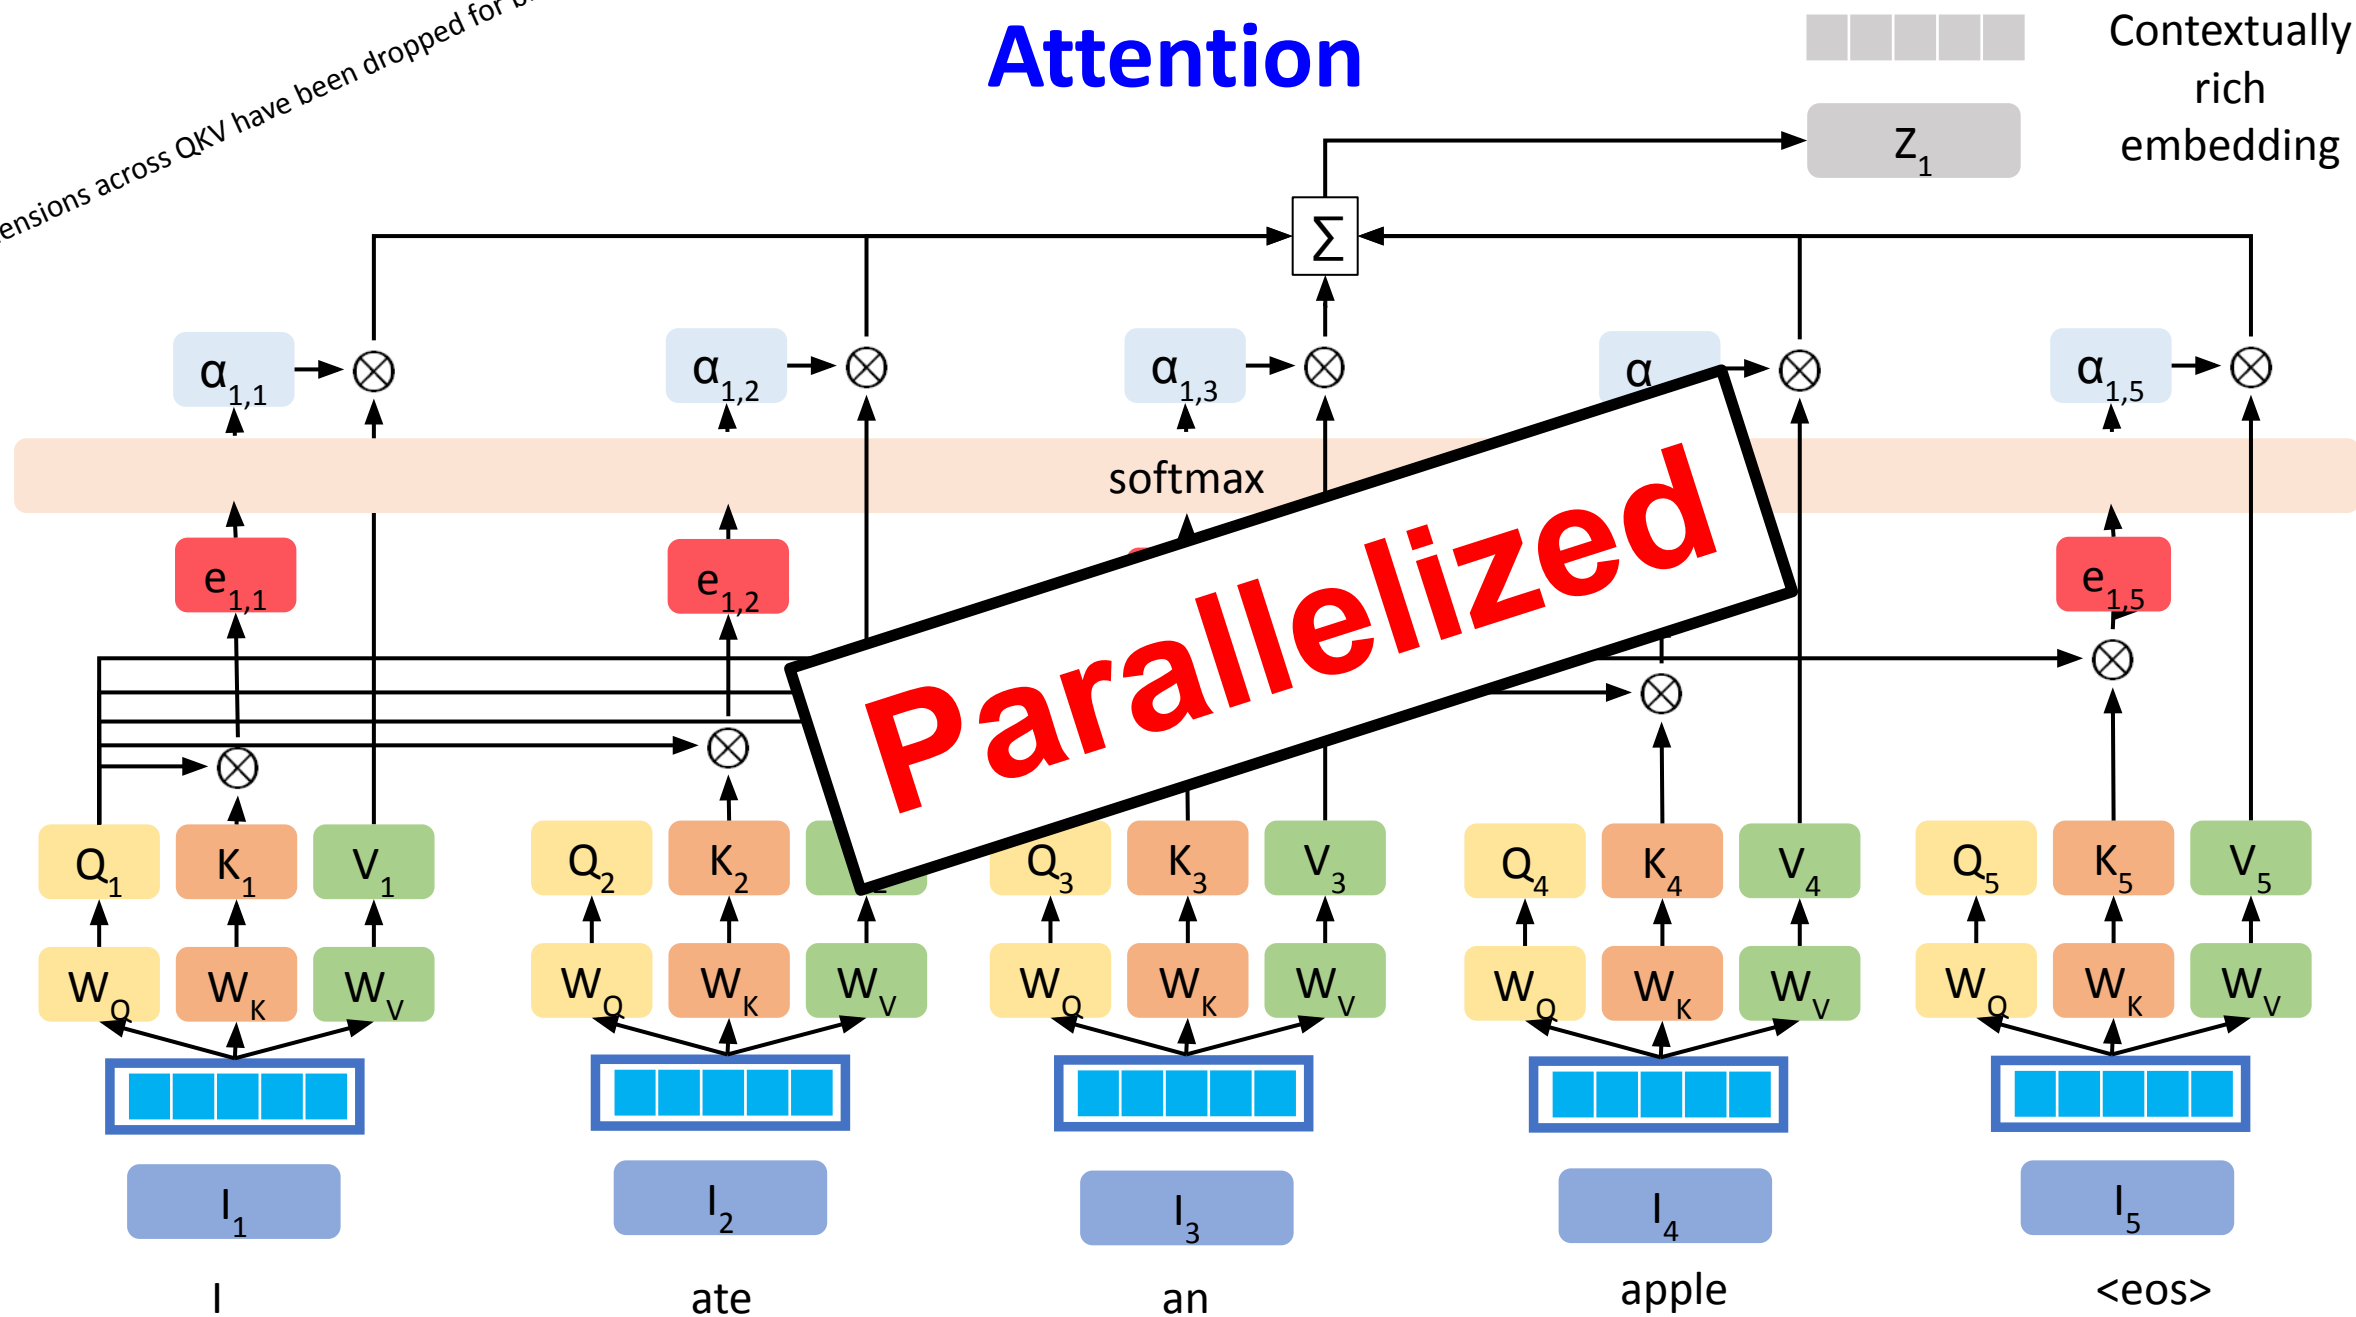 Attention
Contextually
rich
embedding
ensions across QKV have been dropped for
Z1
∑
α1,1
α1,2
α1,3
α
α1,5
softmax
Parallelized
e1,1
e1,2
e1,5
Q1 K1 V1
Q2 K2
Q3 K3 V3
Q4 K4 V4
Q5 K5 V5
WQ WK WV
WQ WK WV
WQ WK WV
WQ WK WV
WQ WK WV
I1
I2
I3
I4
I5
I
ate
an
apple
<eos>